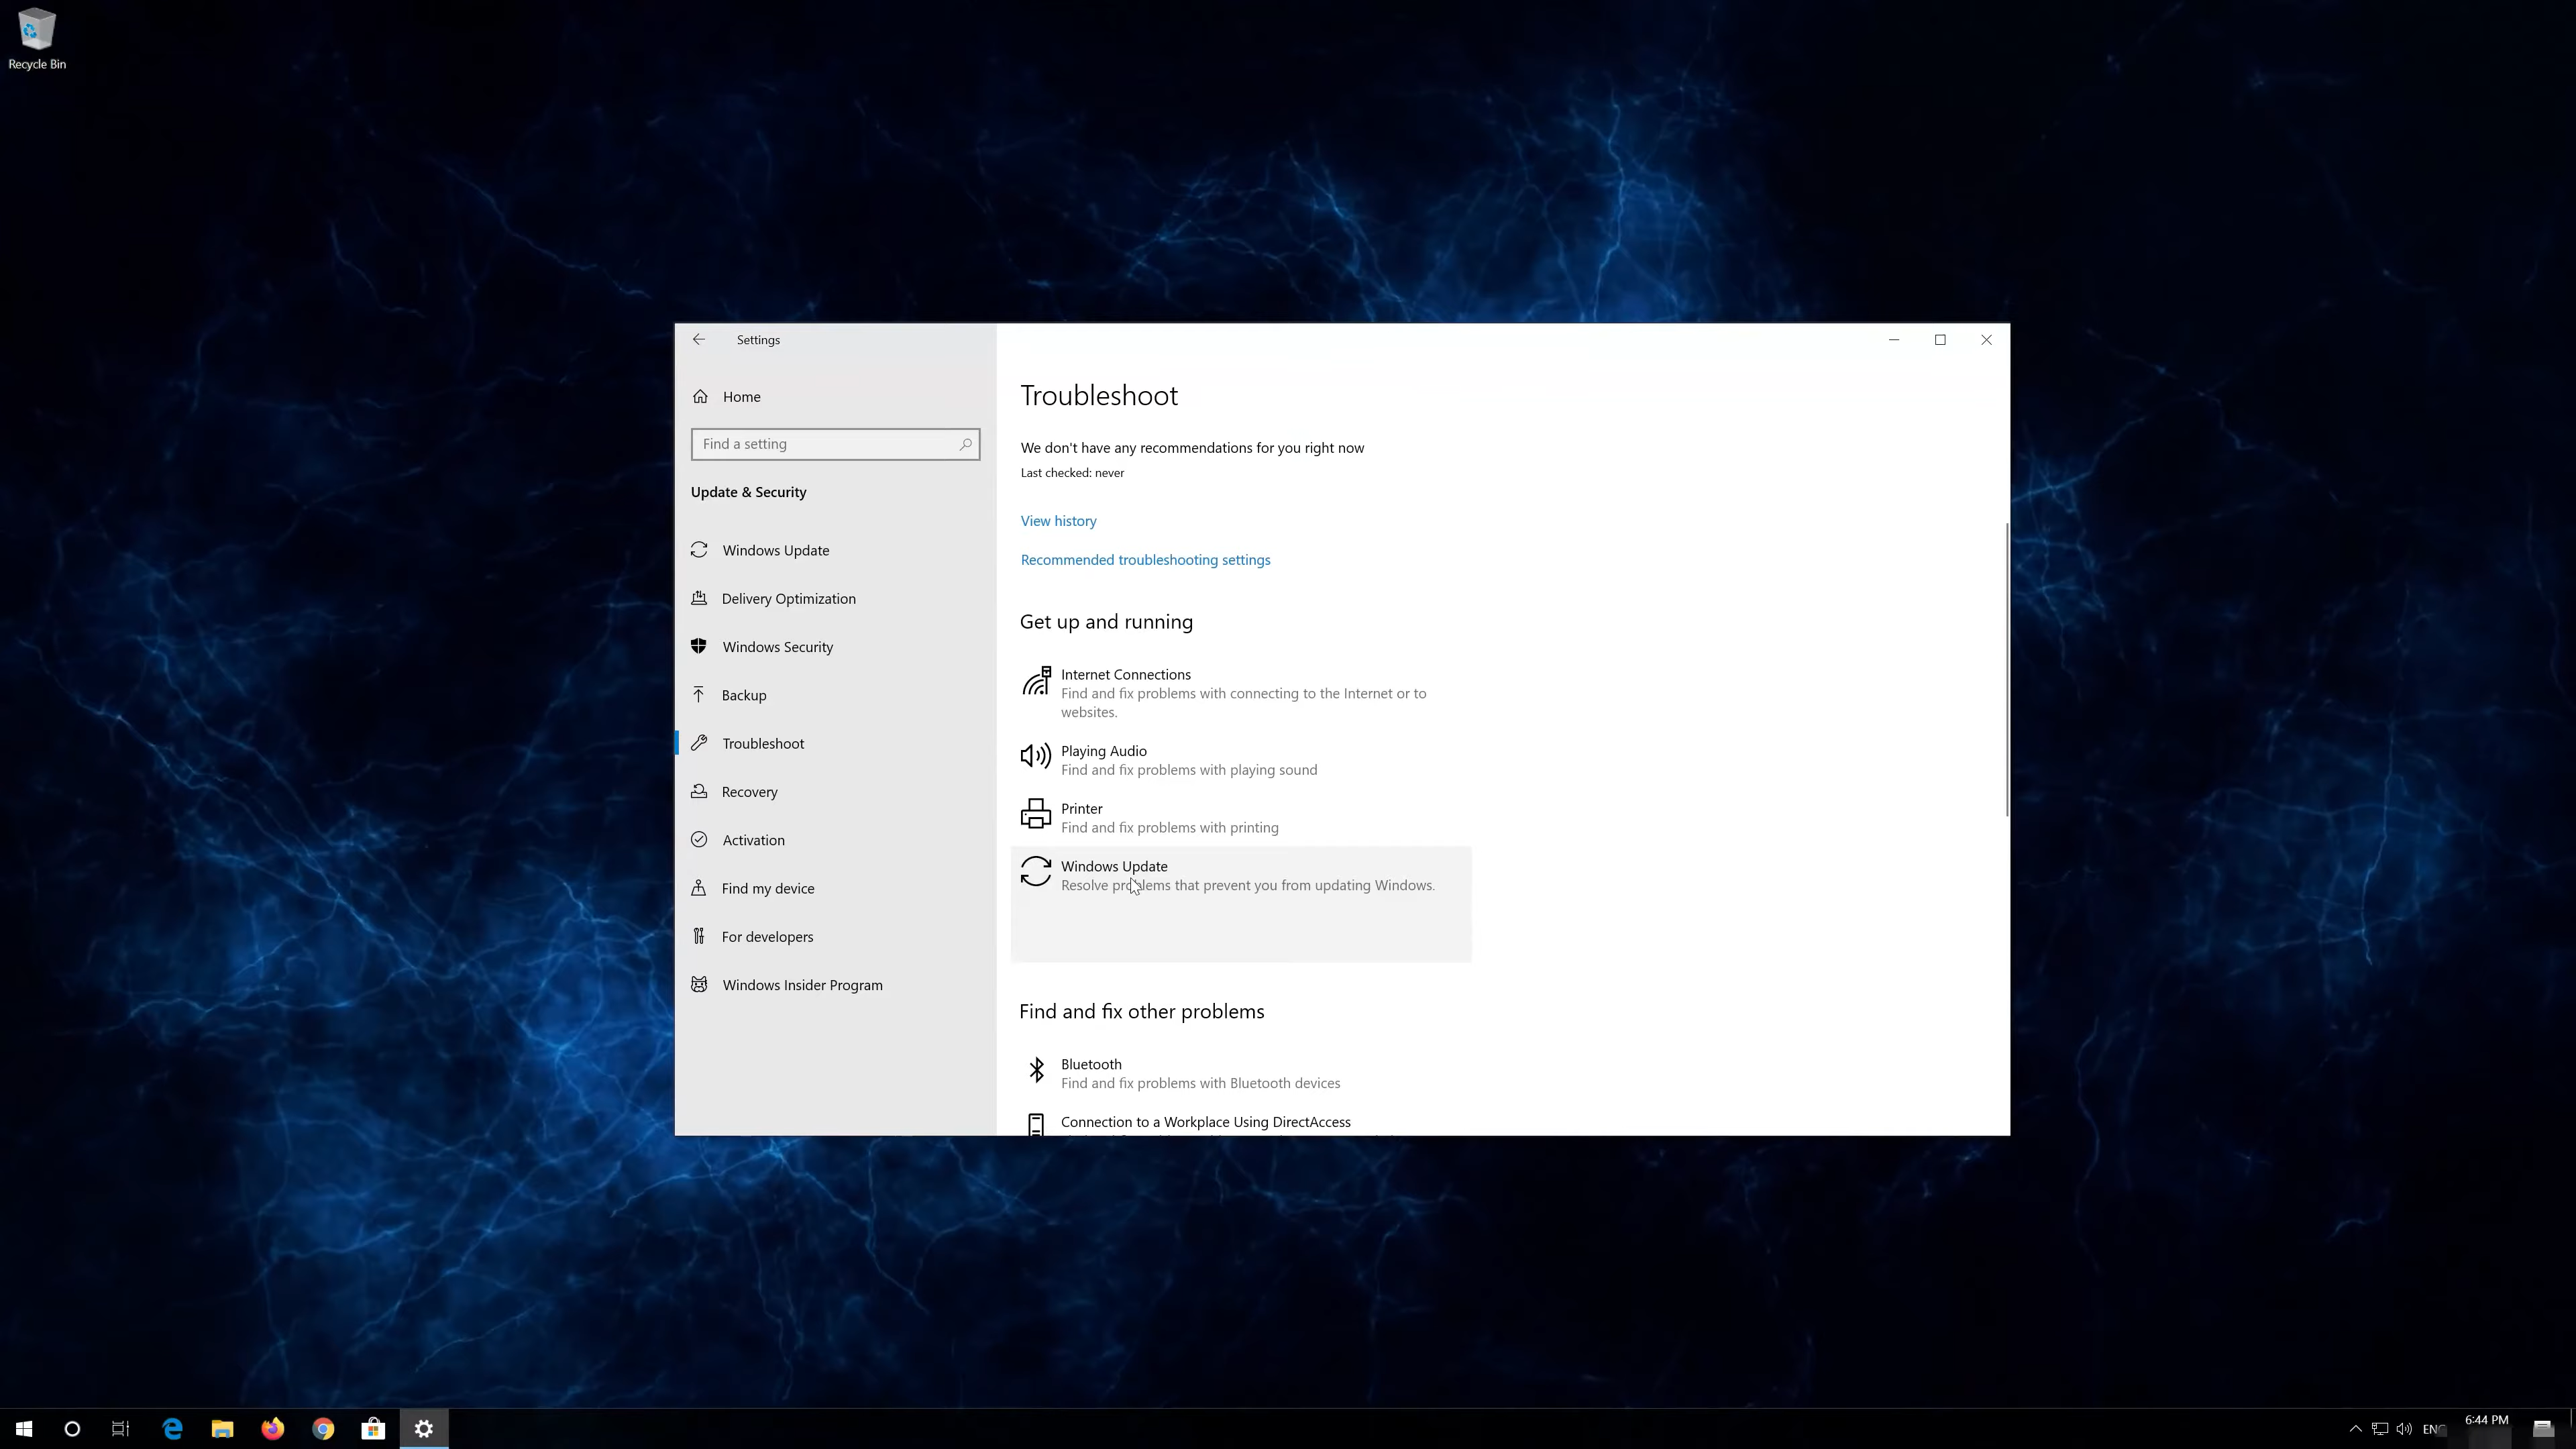 Recycle Bin
Settings
Home
Find a setting
Update & Security
Windows Update
Delivery Optimization
Windows Security
Backup
Troubleshoot
Recovery
Activation
Find my device
For developers
Windows Insider Program
Troubleshoot
We don't have any recommendations for you right now
Last checked: never
View history
Recommended troubleshooting settings
Get up and running
Internet Connections
Find and fix problems with connecting to the Internet or to
websites.
Playing Audio
Find and fix problems with playing sound
Printer
Find and fix problems with printing
Windows Update
Resolve problems that prevent you from updating Windows.
Find and fix other problems
Bluetooth
Find and fix problems with Bluetooth devices
Connection to a Workplace Using DirectAccess
ENG
6:44 PM